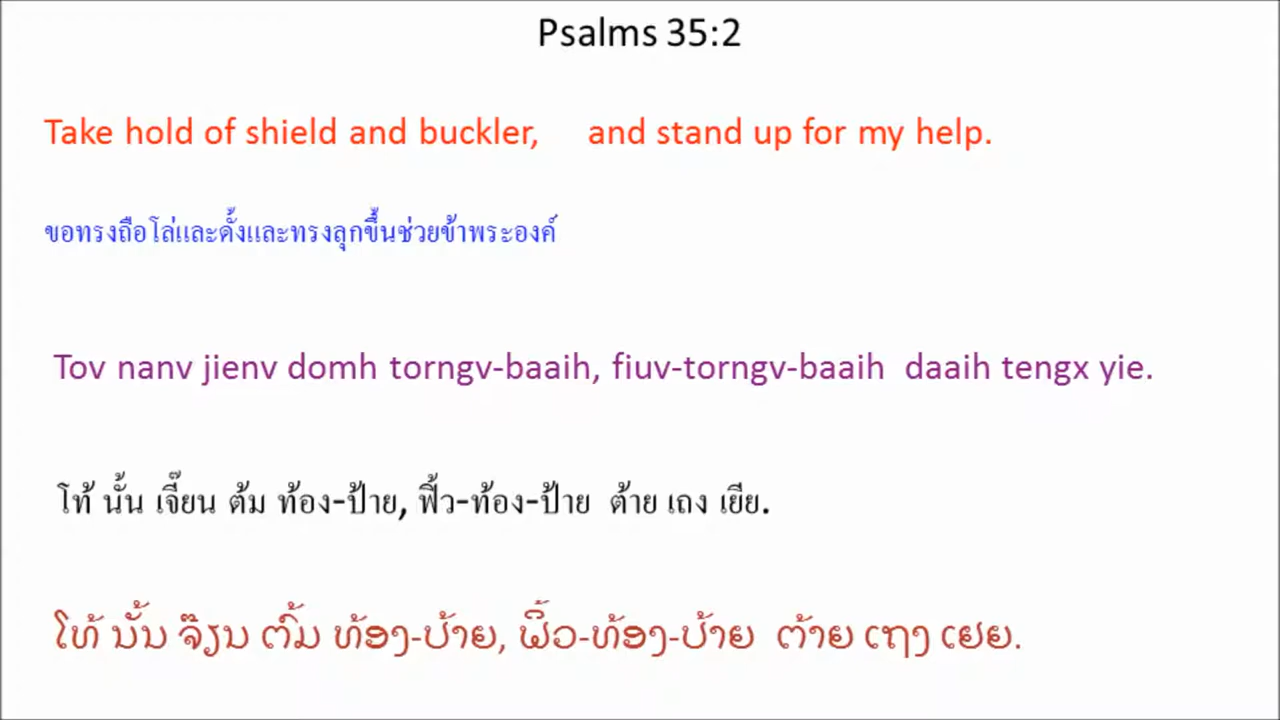 Psalms 35:2
Take hold of shield and buckler, and stand up for my help.
ขอทรงถือโล่และดั้งและทรงลุกขึ้นช่วยข้าพระองค์
Tov nanv jienv domh torngv-baaih, fiuv-torngv-baaih daaih tengx yie.
โท้ นั้น เจี๊ยน ต้ม ท้อง-ป้าย, ฟิ้ว-ท้อง-ป้าย ต้าย เถง เยีย.
ໂທ້ ນັ້ນ ຈ໊ຽນ ຕົ້ມ ທ້ອງ-ປ້າຍ, ຟິ້ວ-ທ້ອງ-ປ້າຍ ຕ້າຍ ເຖງ ເຢຍ.